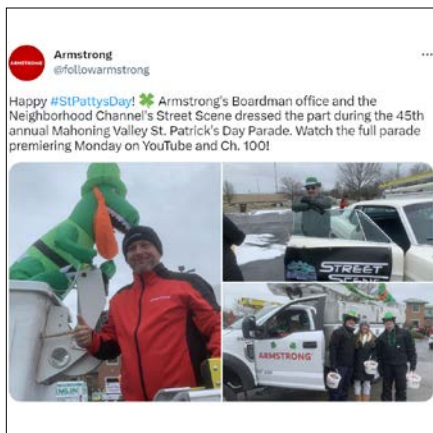 ARMSTRONG
Armstrong
@followarmstrong
Happy #StPattysDay! 🍀 Armstrong's Boardman office and the
Neighborhood Channel's Street Scene dressed the part during the 45th
annual Mahoning Valley St. Patrick's Day Parade. Watch the full parade
premiering Monday on YouTube and Ch. 100!
STREET
SCENE
ARMSTRONG